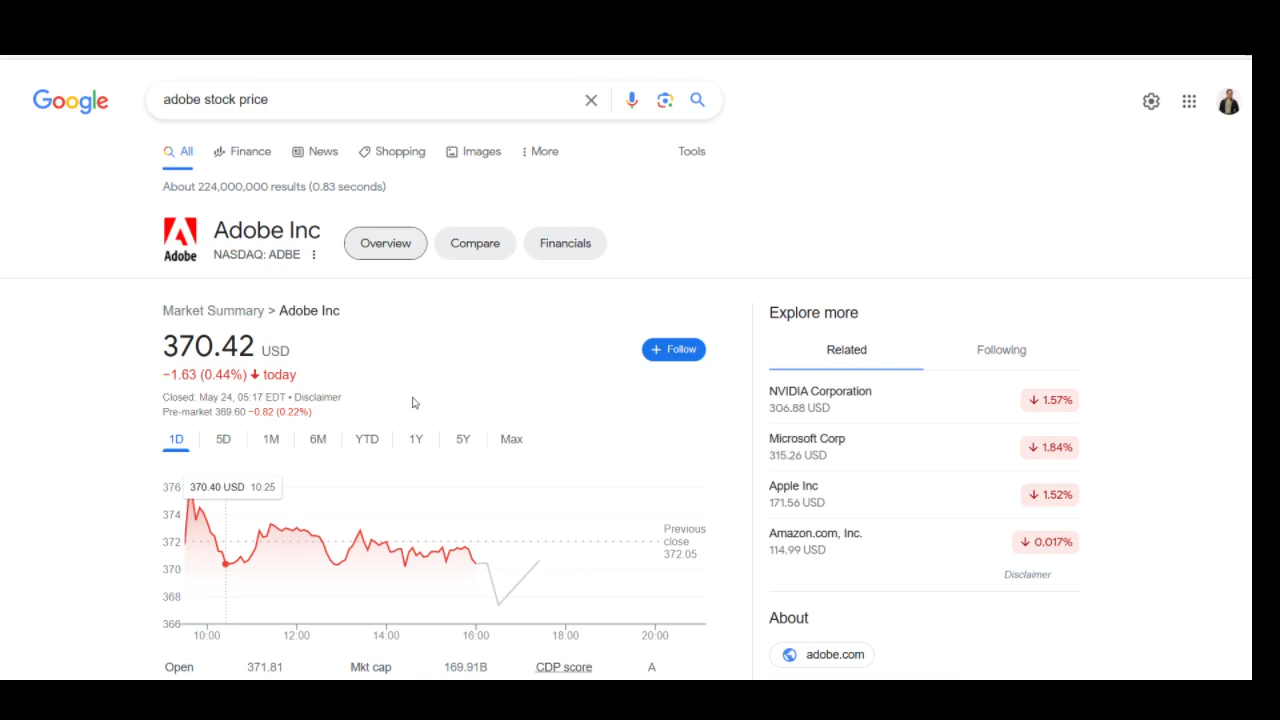 Google
adobe stock price
All Finance News Shopping Images More Tools
About 224,000,000 results (0.83 seconds)
Adobe
Adobe Inc
NASDAQ: ADBE
Overview Compare Financials
Market Summary > Adobe Inc
370.42 USD
+ Follow
−1.63 (0.44%) ↓ today
Closed: May 24, 05:17 EDT • Disclaimer
Pre-market 369.60 −0.82 (0.22%)
1D 5D 1M 6M YTD 1Y 5Y Max
370.40 USD 10:25
376
374
372
370
368
366
Previous
close
372.05
10:00 12:00 14:00 16:00 18:00 20:00
Open 371.81 Mkt cap 169.91B CDP score A
Explore more
Related Following
NVIDIA Corporation
306.88 USD
↓ 1.57%
Microsoft Corp
315.26 USD
↓ 1.84%
Apple Inc
171.56 USD
↓ 1.52%
Amazon.com, Inc.
114.99 USD
↓ 0.017%
Disclaimer
About
adobe.com